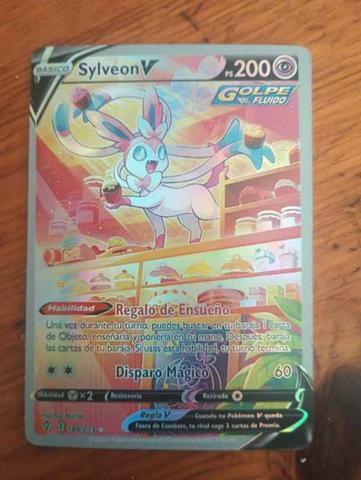 BÁSICO Sylveon V PS 200
GOLPE FLUIDO
Habilidad Regalo de Ensueño
Una vez durante tu turno, puedes buscar en tu baraja 1 carta
de Objeto, enseñarla y ponerla en tu mano. Después, baraja
las cartas de tu baraja. Si usas esta habilidad, tu turno termina.
Disparo Mágico 60
Debilidad ×2 Resistencia Retirada
Regla V Cuando tu Pokémon V queda
Fuera de Combate, tu rival coge 2 cartas de Premio.